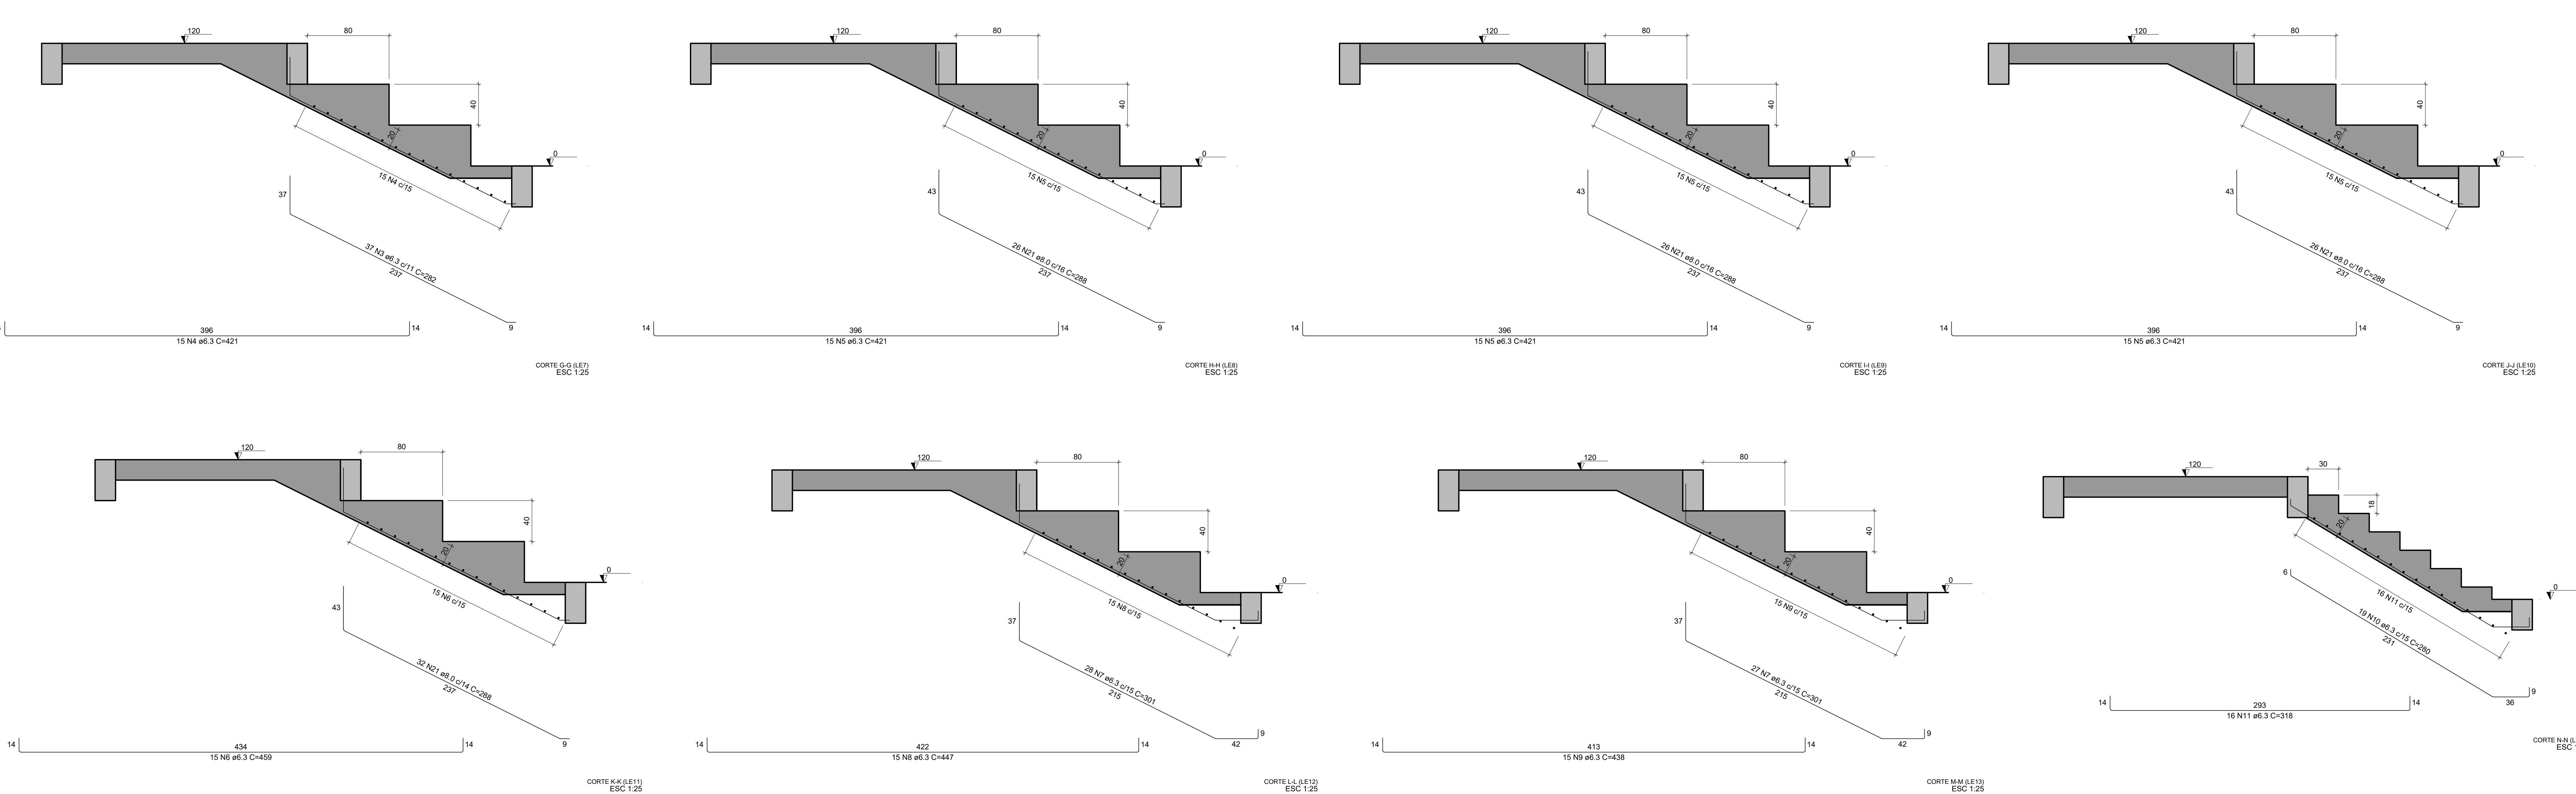 120
80
40
20
0
15 N4 c/15
37
37 N3 ø6.3 c/11 C=282
237
9
396
14
15 N4 ø6.3 C=421
CORTE G-G (LE7)
ESC 1:25
120
80
40
20
0
15 N5 c/15
43
26 N21 ø8.0 c/16 C=288
237
9
14
396
14
15 N5 ø6.3 C=421
CORTE H-H (LE8)
ESC 1:25
120
80
40
20
0
15 N5 c/15
43
26 N21 ø8.0 c/16 C=288
237
9
14
396
14
15 N5 ø6.3 C=421
CORTE I-I (LE9)
ESC 1:25
120
80
40
20
0
15 N5 c/15
43
26 N21 ø8.0 c/16 C=288
237
9
14
396
14
15 N5 ø6.3 C=421
CORTE J-J (LE10)
ESC 1:25
120
80
40
20
0
15 N6 c/15
43
32 N21 ø8.0 c/14 C=288
237
9
14
434
14
15 N6 ø6.3 C=459
CORTE K-K (LE11)
ESC 1:25
120
80
40
20
0
15 N8 c/15
37
28 N7 ø6.3 c/15 C=301
215
9
42
14
422
14
15 N8 ø6.3 C=447
CORTE L-L (LE12)
ESC 1:25
120
80
40
20
0
15 N9 c/15
37
27 N7 ø6.3 c/15 C=301
215
9
42
14
413
14
15 N9 ø6.3 C=438
CORTE M-M (LE13)
ESC 1:25
120
30
18
20
0
16 N11 c/15
6
19 N10 ø6.3 c/15 C=280
231
9
36
14
293
14
16 N11 ø6.3 C=318
CORTE N-N (L
ESC 1